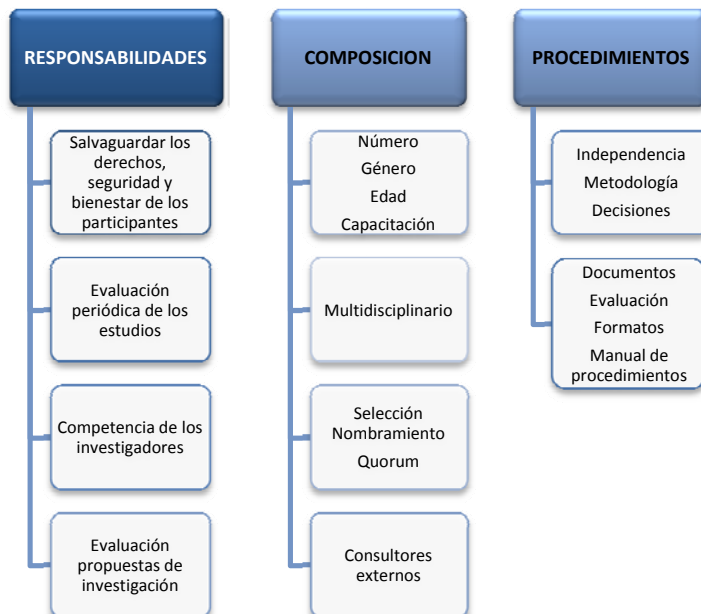 RESPONSABILIDADES
Salvaguardar los
derechos,
seguridad y
bienestar de los
participantes
Evaluación
periódica de los
estudios
Competencia de los
investigadores
Evaluación
propuestas de
investigación
COMPOSICION
Número
Género
Edad
Capacitación
Multidisciplinario
Selección
Nombramiento
Quorum
Consultores
externos
PROCEDIMIENTOS
Independencia
Metodología
Decisiones
Documentos
Evaluación
Formatos
Manual de
procedimientos